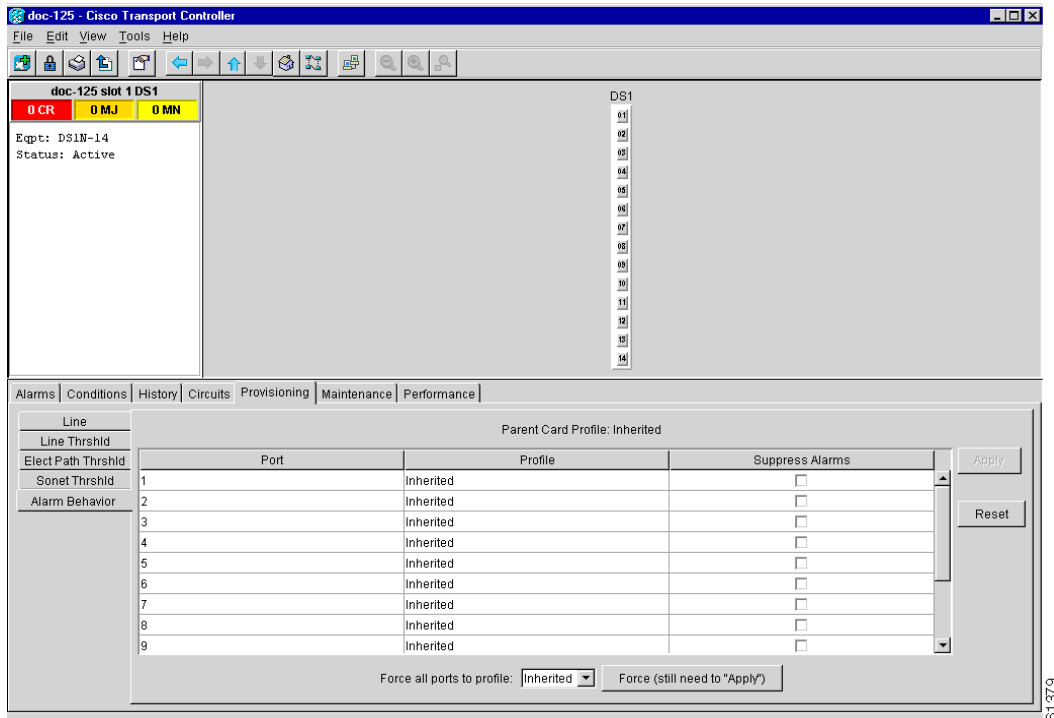 doc-125 - Cisco Transport Controller
File Edit View Tools Help
doc-125 slot 1 DS1
0 CR 0 MJ 0 MN
Eqpt: DS1N-14
Status: Active
DS1
01
02
03
04
05
06
07
08
09
10
11
12
13
14
Alarms Conditions History Circuits Provisioning Maintenance Performance
Line
Line Thrshld
Elect Path Thrshld
Sonet Thrshld
Alarm Behavior
Parent Card Profile: Inherited
Port Profile Suppress Alarms
1 Inherited
2 Inherited
3 Inherited
4 Inherited
5 Inherited
6 Inherited
7 Inherited
8 Inherited
9 Inherited
Apply
Reset
Force all ports to profile: Inherited Force (still need to "Apply")
61379